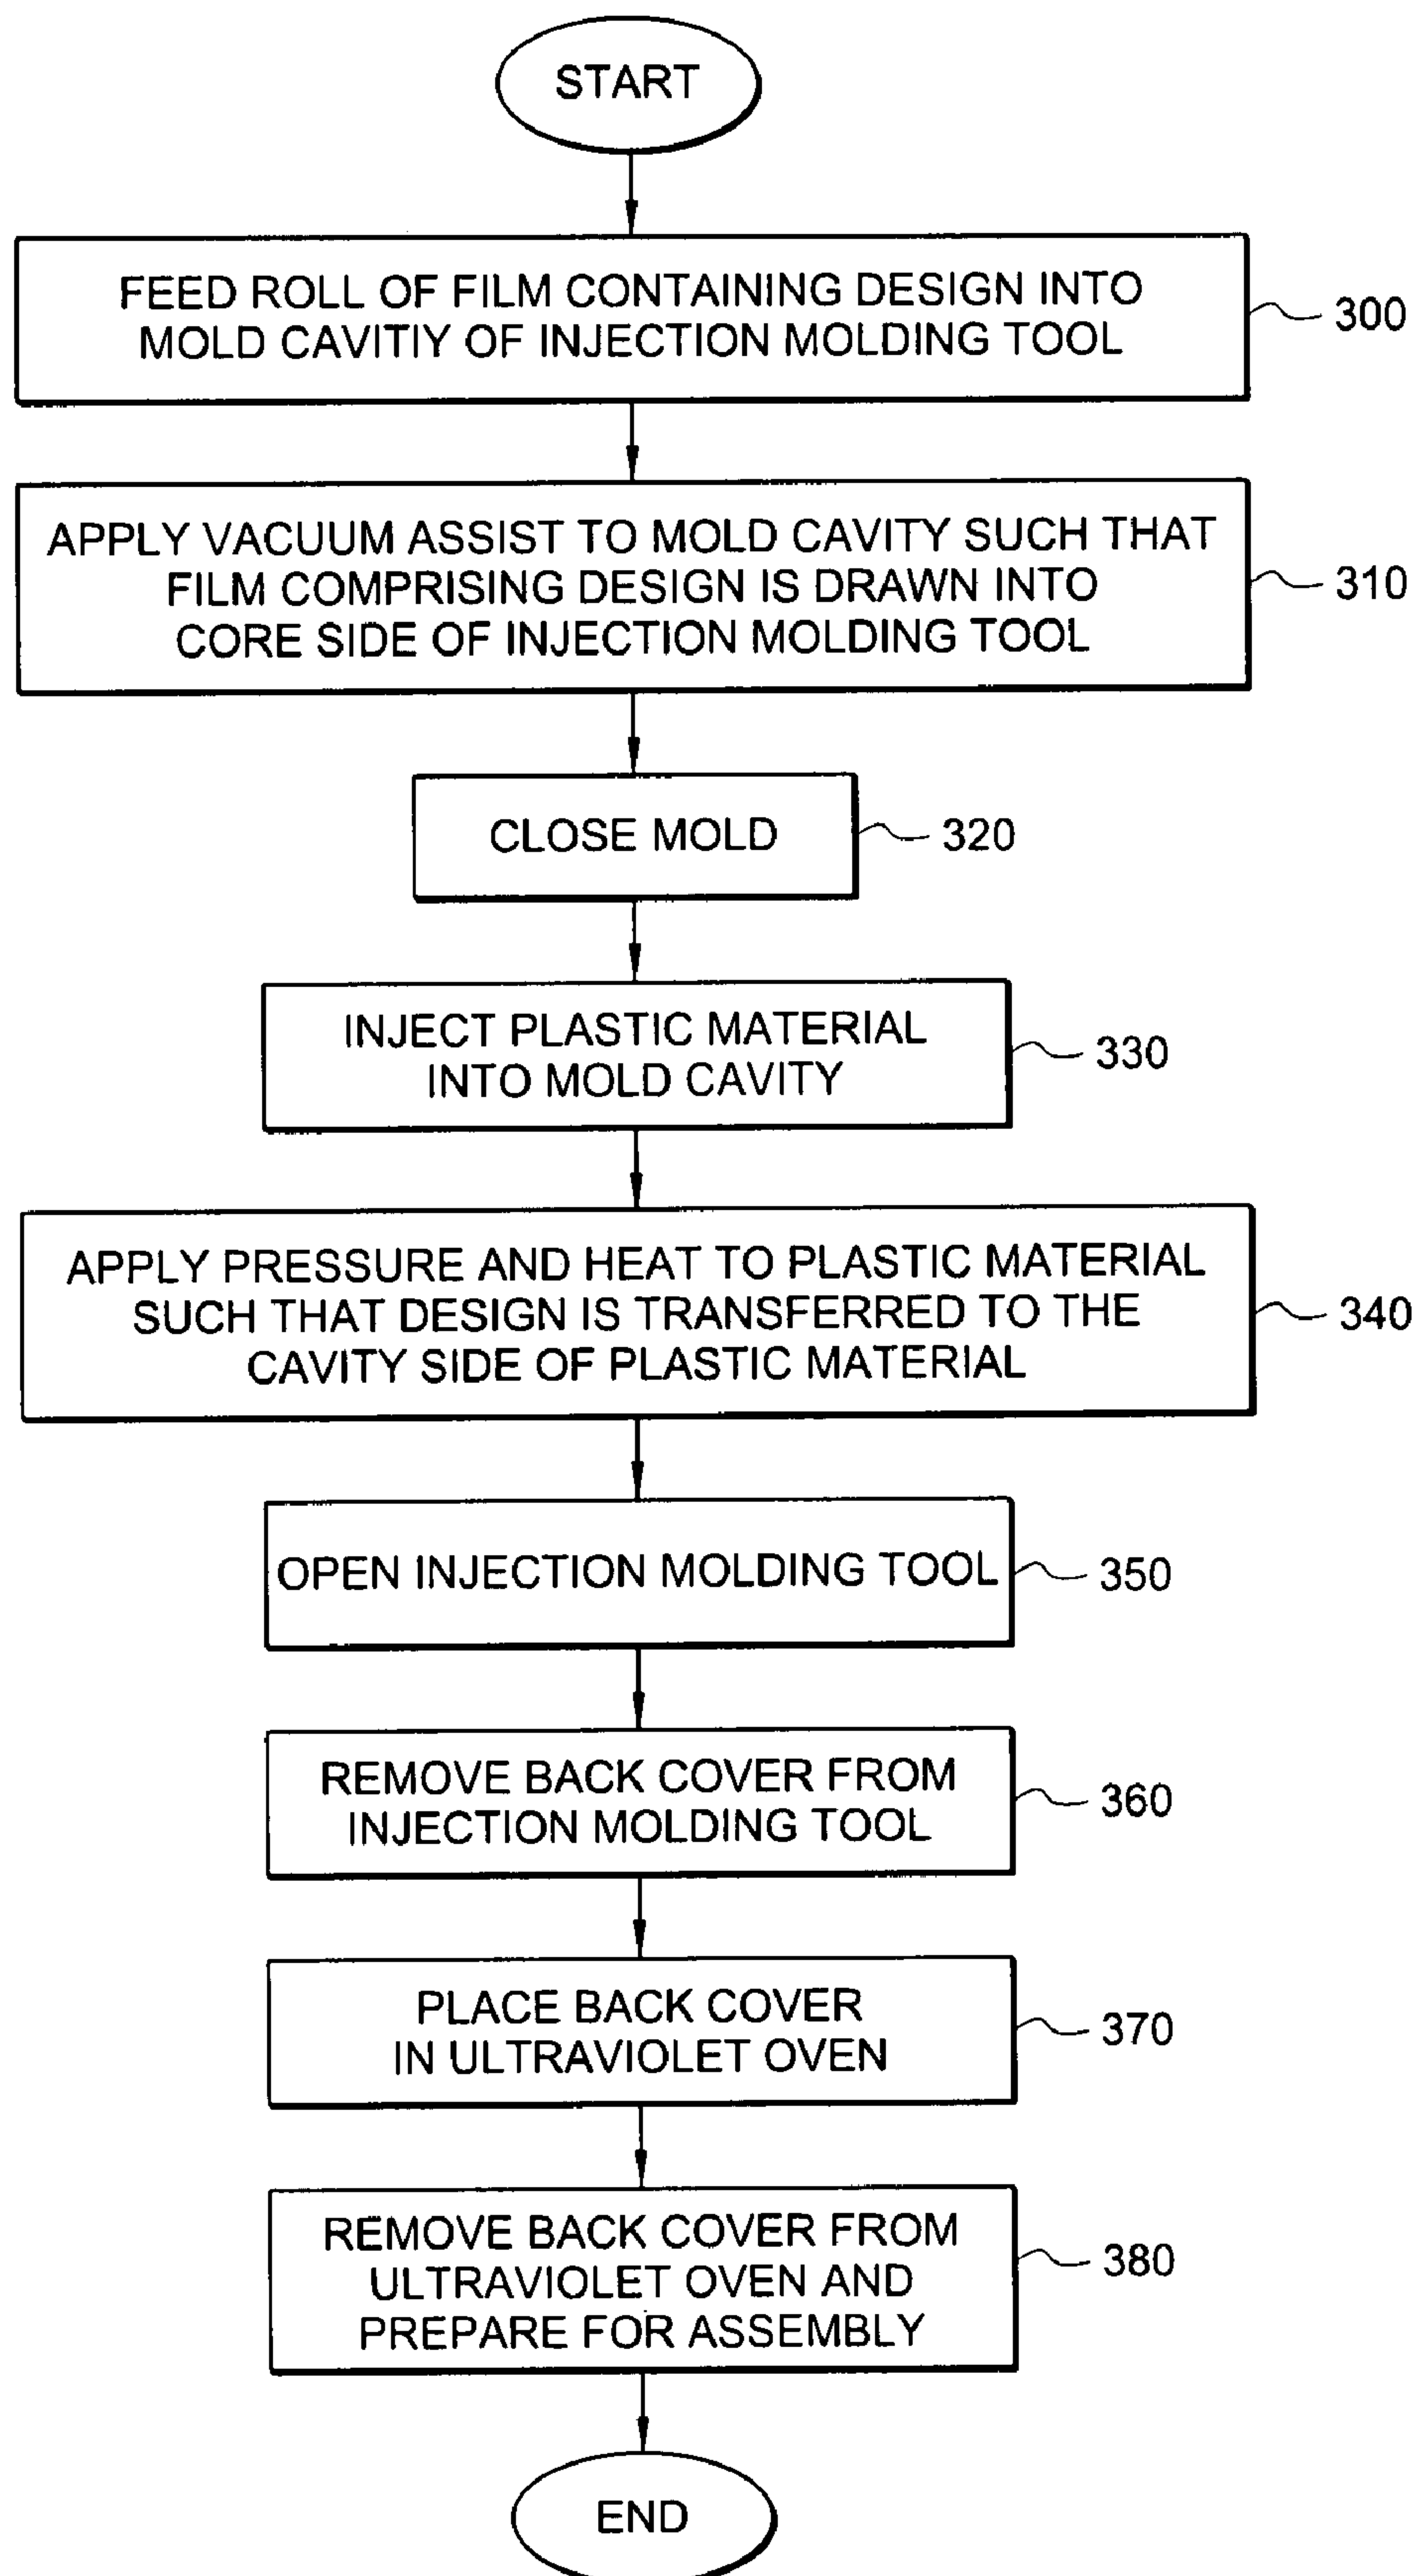 START
FEED ROLL OF FILM CONTAINING DESIGN INTO
MOLD CAVITIY OF INJECTION MOLDING TOOL
300
APPLY VACUUM ASSIST TO MOLD CAVITY SUCH THAT
FILM COMPRISING DESIGN IS DRAWN INTO
CORE SIDE OF INJECTION MOLDING TOOL
310
CLOSE MOLD
320
INJECT PLASTIC MATERIAL
INTO MOLD CAVITY
330
APPLY PRESSURE AND HEAT TO PLASTIC MATERIAL
SUCH THAT DESIGN IS TRANSFERRED TO THE
CAVITY SIDE OF PLASTIC MATERIAL
340
OPEN INJECTION MOLDING TOOL
350
REMOVE BACK COVER FROM
INJECTION MOLDING TOOL
360
PLACE BACK COVER
IN ULTRAVIOLET OVEN
370
REMOVE BACK COVER FROM
ULTRAVIOLET OVEN AND
PREPARE FOR ASSEMBLY
380
END